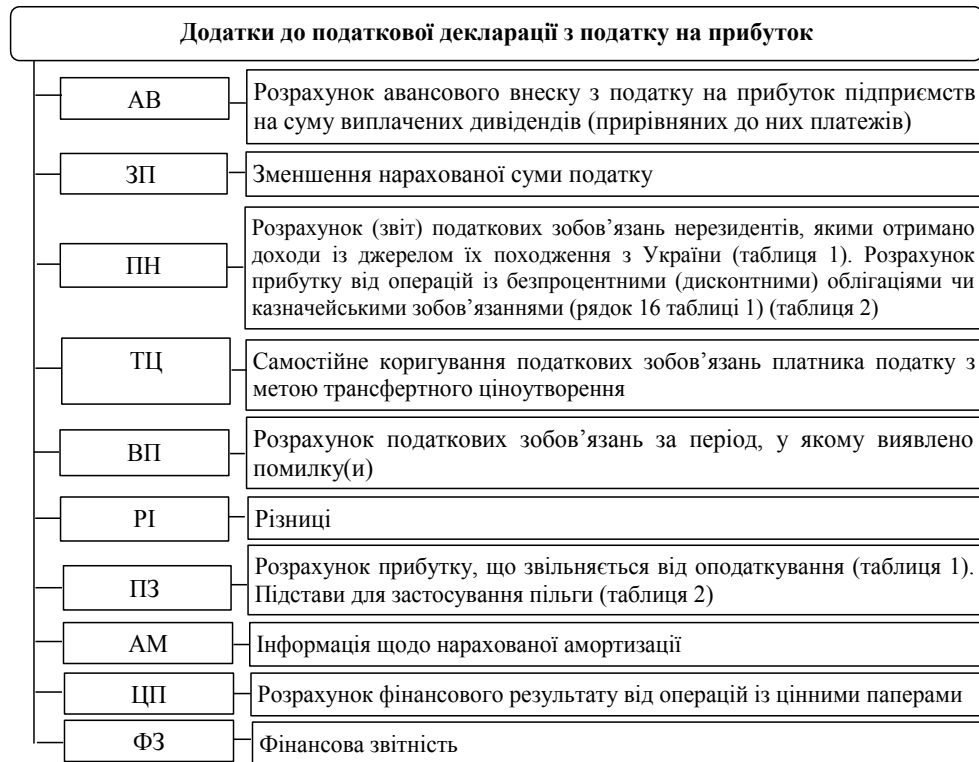 Додатки до податкової декларації з податку на прибуток
АВ
Розрахунок авансового внеску з податку на прибуток підприємств
на суму виплачених дивідендів (прирівняних до них платежів)
ЗП
Зменшення нарахованої суми податку
ПН
Розрахунок (звіт) податкових зобов’язань нерезидентів, якими отримано
доходи із джерелом їх походження з України (таблиця 1). Розрахунок
прибутку від операцій із безпроцентними (дисконтними) облігаціями чи
казначейськими зобов’язаннями (рядок 16 таблиці 1) (таблиця 2)
ТЦ
Самостійне коригування податкових зобов’язань платника податку з
метою трансфертного ціноутворення
ВП
Розрахунок податкових зобов’язань за період, у якому виявлено
помилку(и)
РІ
Різниці
ПЗ
Розрахунок прибутку, що звільняється від оподаткування (таблиця 1).
Підстави для застосування пільги (таблиця 2)
АМ
Інформація щодо нарахованої амортизації
ЦП
Розрахунок фінансового результату від операцій із цінними паперами
ФЗ
Фінансова звітність